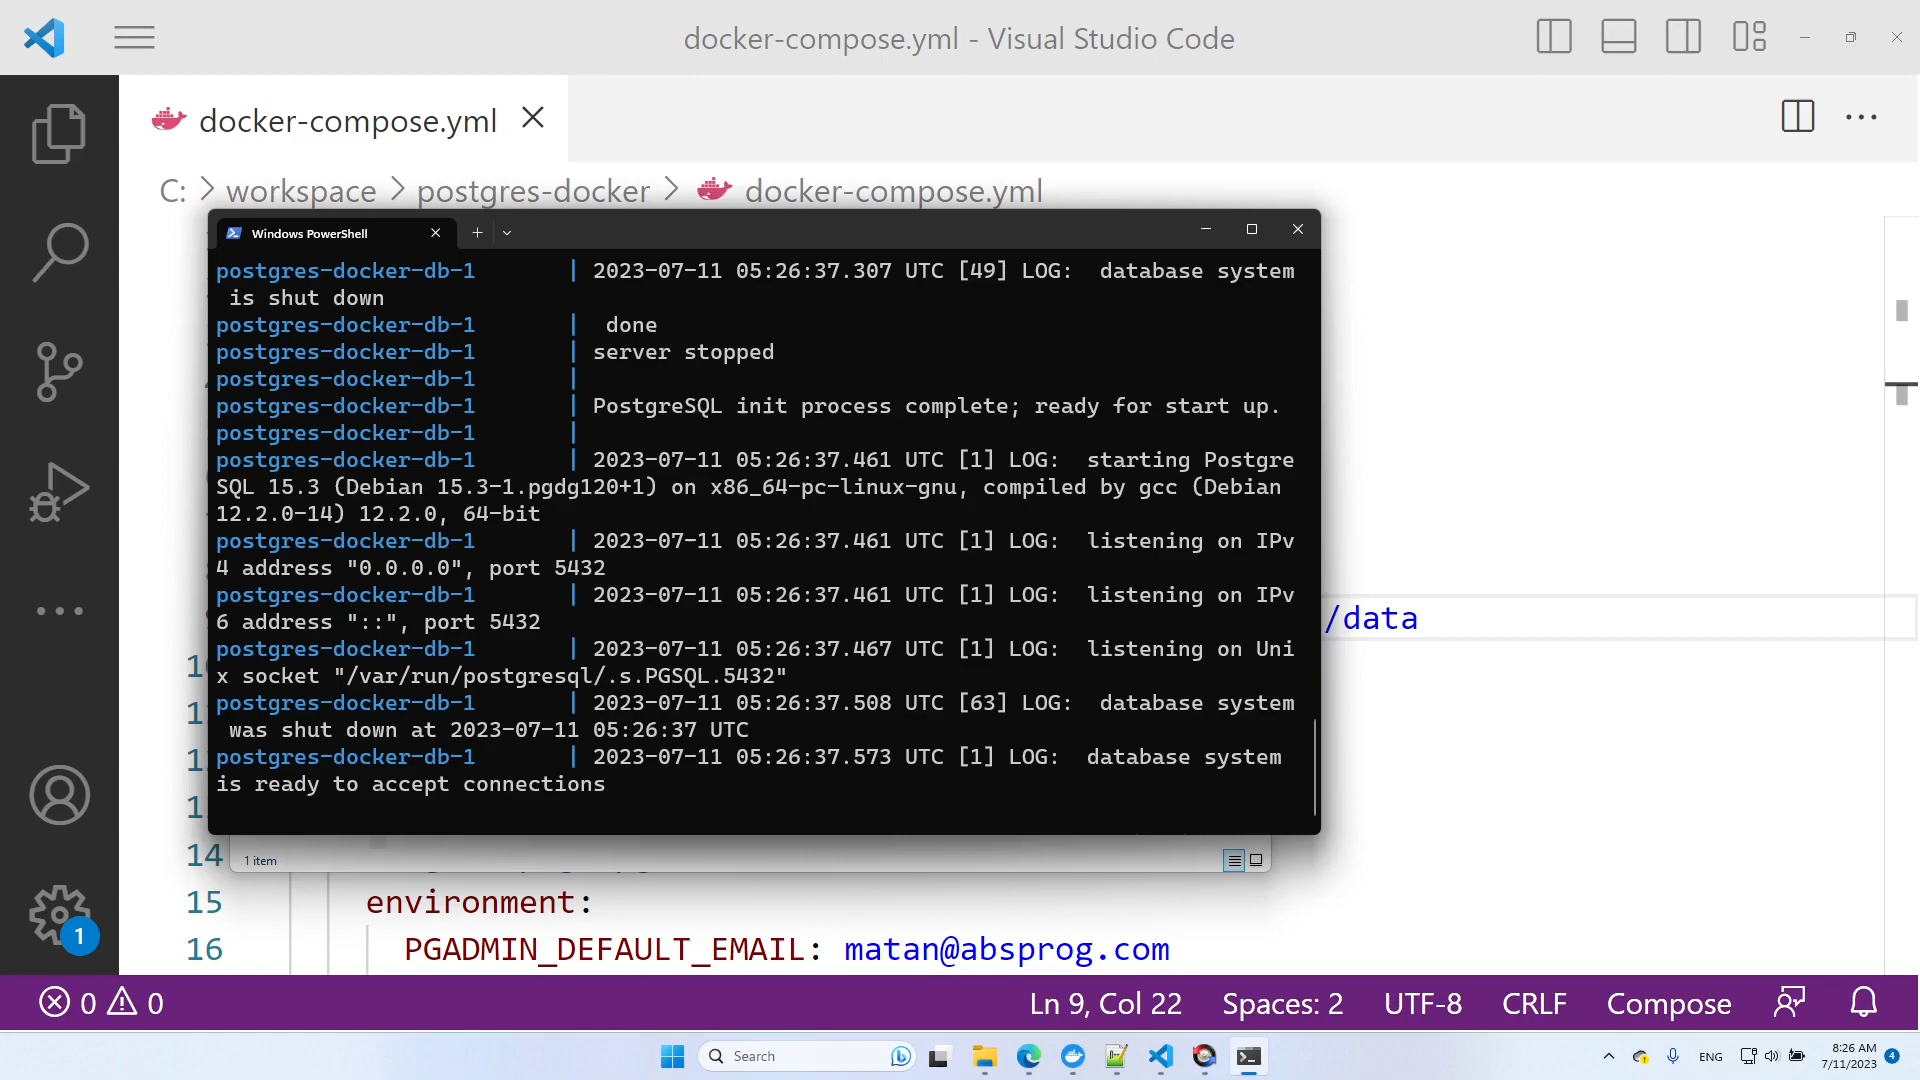 docker-compose.yml - Visual Studio Code
docker-compose.yml
C: > workspace > postgres-docker > docker-compose.yml
Windows PowerShell
postgres-docker-db-1 | 2023-07-11 05:26:37.307 UTC [49] LOG: database system
is shut down
postgres-docker-db-1 | done
postgres-docker-db-1 | server stopped
postgres-docker-db-1 |
postgres-docker-db-1 | PostgreSQL init process complete; ready for start up.
postgres-docker-db-1 |
postgres-docker-db-1 | 2023-07-11 05:26:37.461 UTC [1] LOG: starting Postgre
SQL 15.3 (Debian 15.3-1.pgdg120+1) on x86_64-pc-linux-gnu, compiled by gcc (Debian
12.2.0-14) 12.2.0, 64-bit
postgres-docker-db-1 | 2023-07-11 05:26:37.461 UTC [1] LOG: listening on IPv
4 address "0.0.0.0", port 5432
postgres-docker-db-1 | 2023-07-11 05:26:37.461 UTC [1] LOG: listening on IPv
6 address "::", port 5432
/data
postgres-docker-db-1 | 2023-07-11 05:26:37.467 UTC [1] LOG: listening on Uni
x socket "/var/run/postgresql/.s.PGSQL.5432"
postgres-docker-db-1 | 2023-07-11 05:26:37.508 UTC [63] LOG: database system
was shut down at 2023-07-11 05:26:37 UTC
postgres-docker-db-1 | 2023-07-11 05:26:37.573 UTC [1] LOG: database system
is ready to accept connections
14
1 item
15 environment:
16 PGADMIN_DEFAULT_EMAIL: matan@absprog.com
1
0 0 Ln 9, Col 22 Spaces: 2 UTF-8 CRLF Compose
Search
ENG
8:26 AM
7/11/2023
4